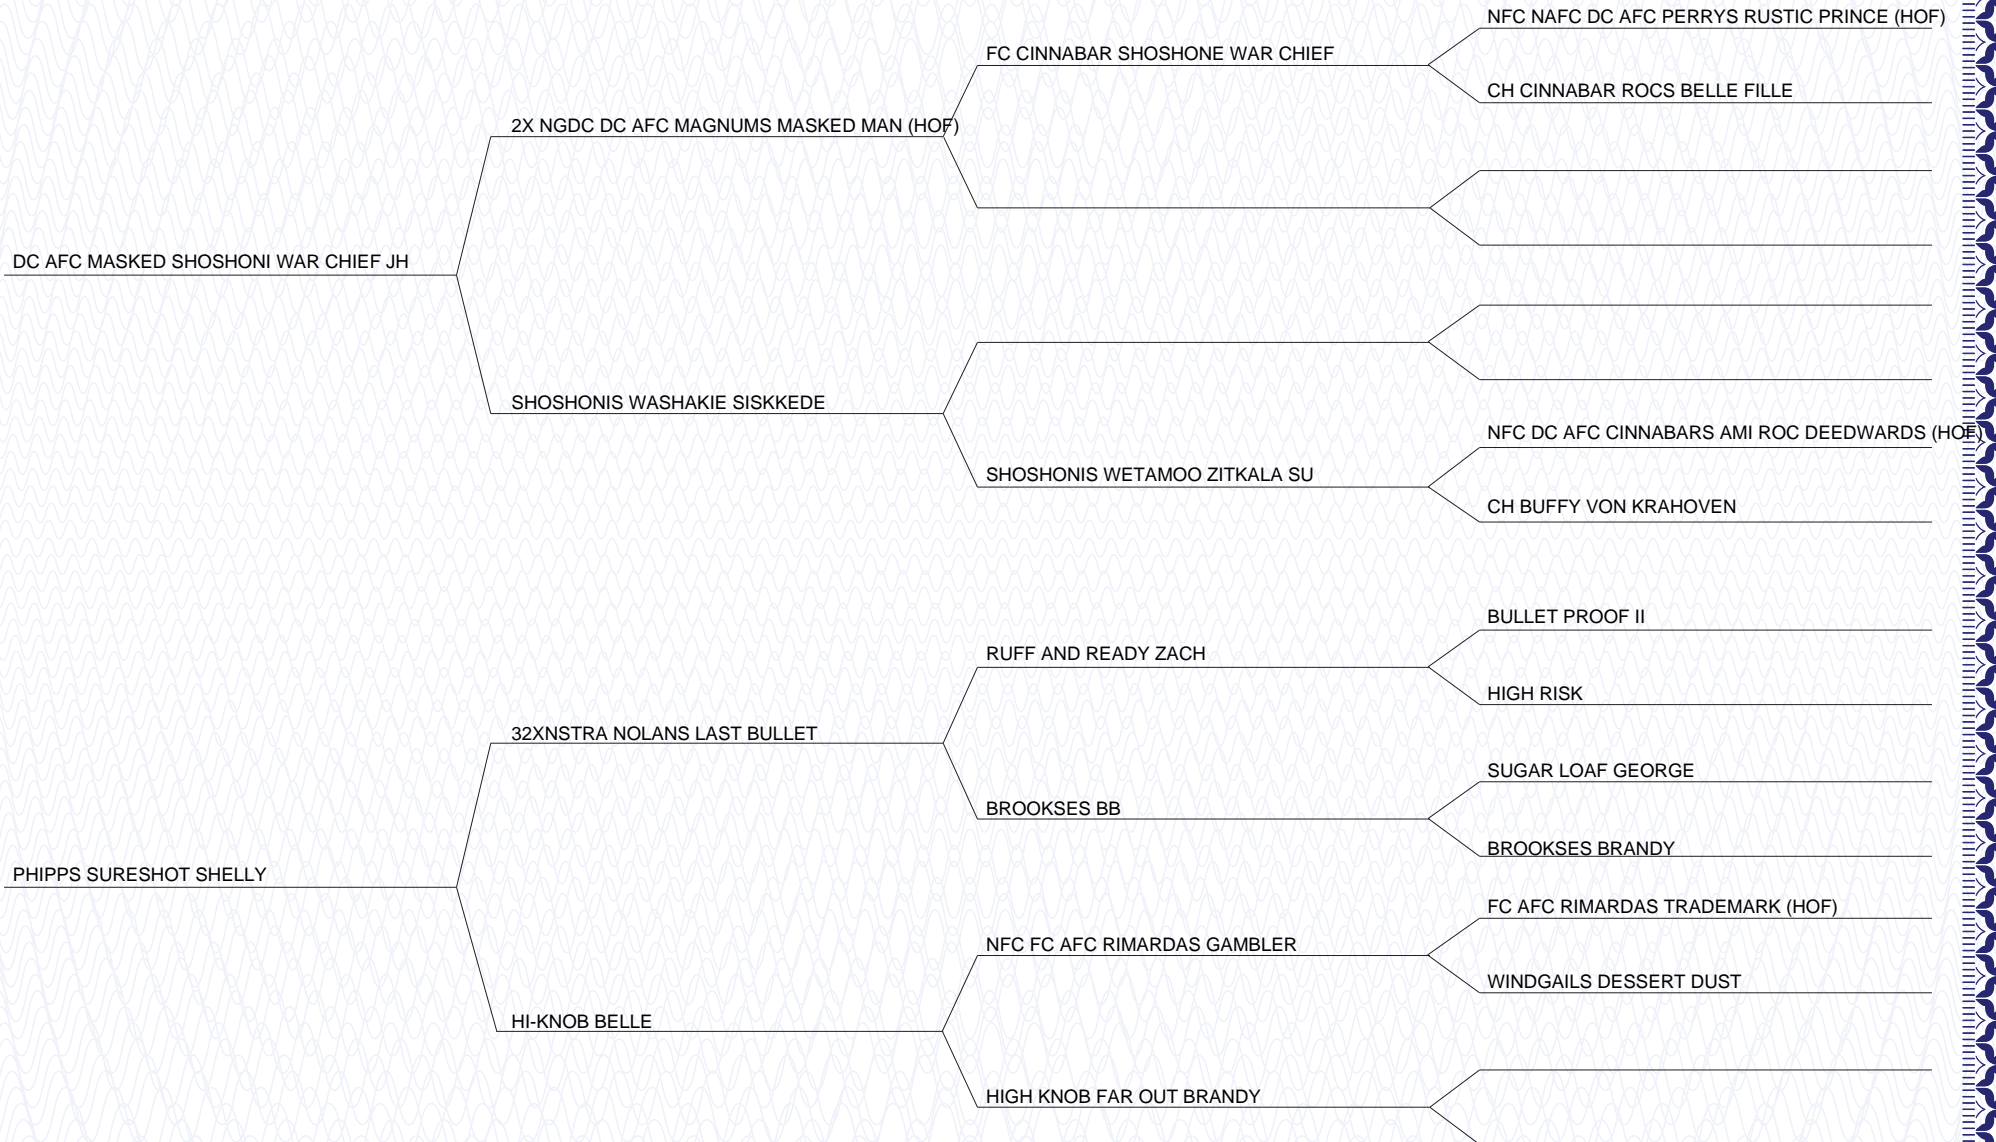 NFC NAFC DC AFC PERRYS RUSTIC PRINCE (HOF)
FC CINNABAR SHOSHONE WAR CHIEF
CH CINNABAR ROCS BELLE FILLE
2X NGDC DC AFC MAGNUMS MASKED MAN (HOF)
DC AFC MASKED SHOSHONI WAR CHIEF JH
SHOSHONIS WASHAKIE SISKKEDE
NFC DC AFC CINNABARS AMI ROC DEEDWARDS (HOF)
SHOSHONIS WETAMOO ZITKALA SU
CH BUFFY VON KRAHOVEN
BULLET PROOF II
RUFF AND READY ZACH
HIGH RISK
32XNSTRA NOLANS LAST BULLET
SUGAR LOAF GEORGE
BROOKSES BB
BROOKSES BRANDY
PHIPPS SURESHOT SHELLY
FC AFC RIMARDAS TRADEMARK (HOF)
NFC FC AFC RIMARDAS GAMBLER
WINDGAILS DESSERT DUST
HI-KNOB BELLE
HIGH KNOB FAR OUT BRANDY